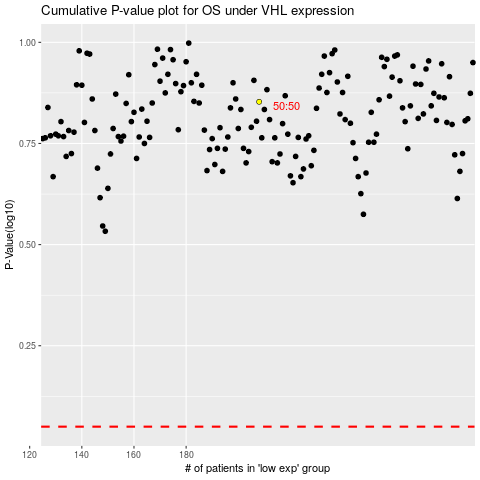 Cumulative P-value plot for OS under VHL expression
P-Value(log10)
1.00
0.75
0.50
0.25
50:50
120 140 160 180
# of patients in 'low exp' group